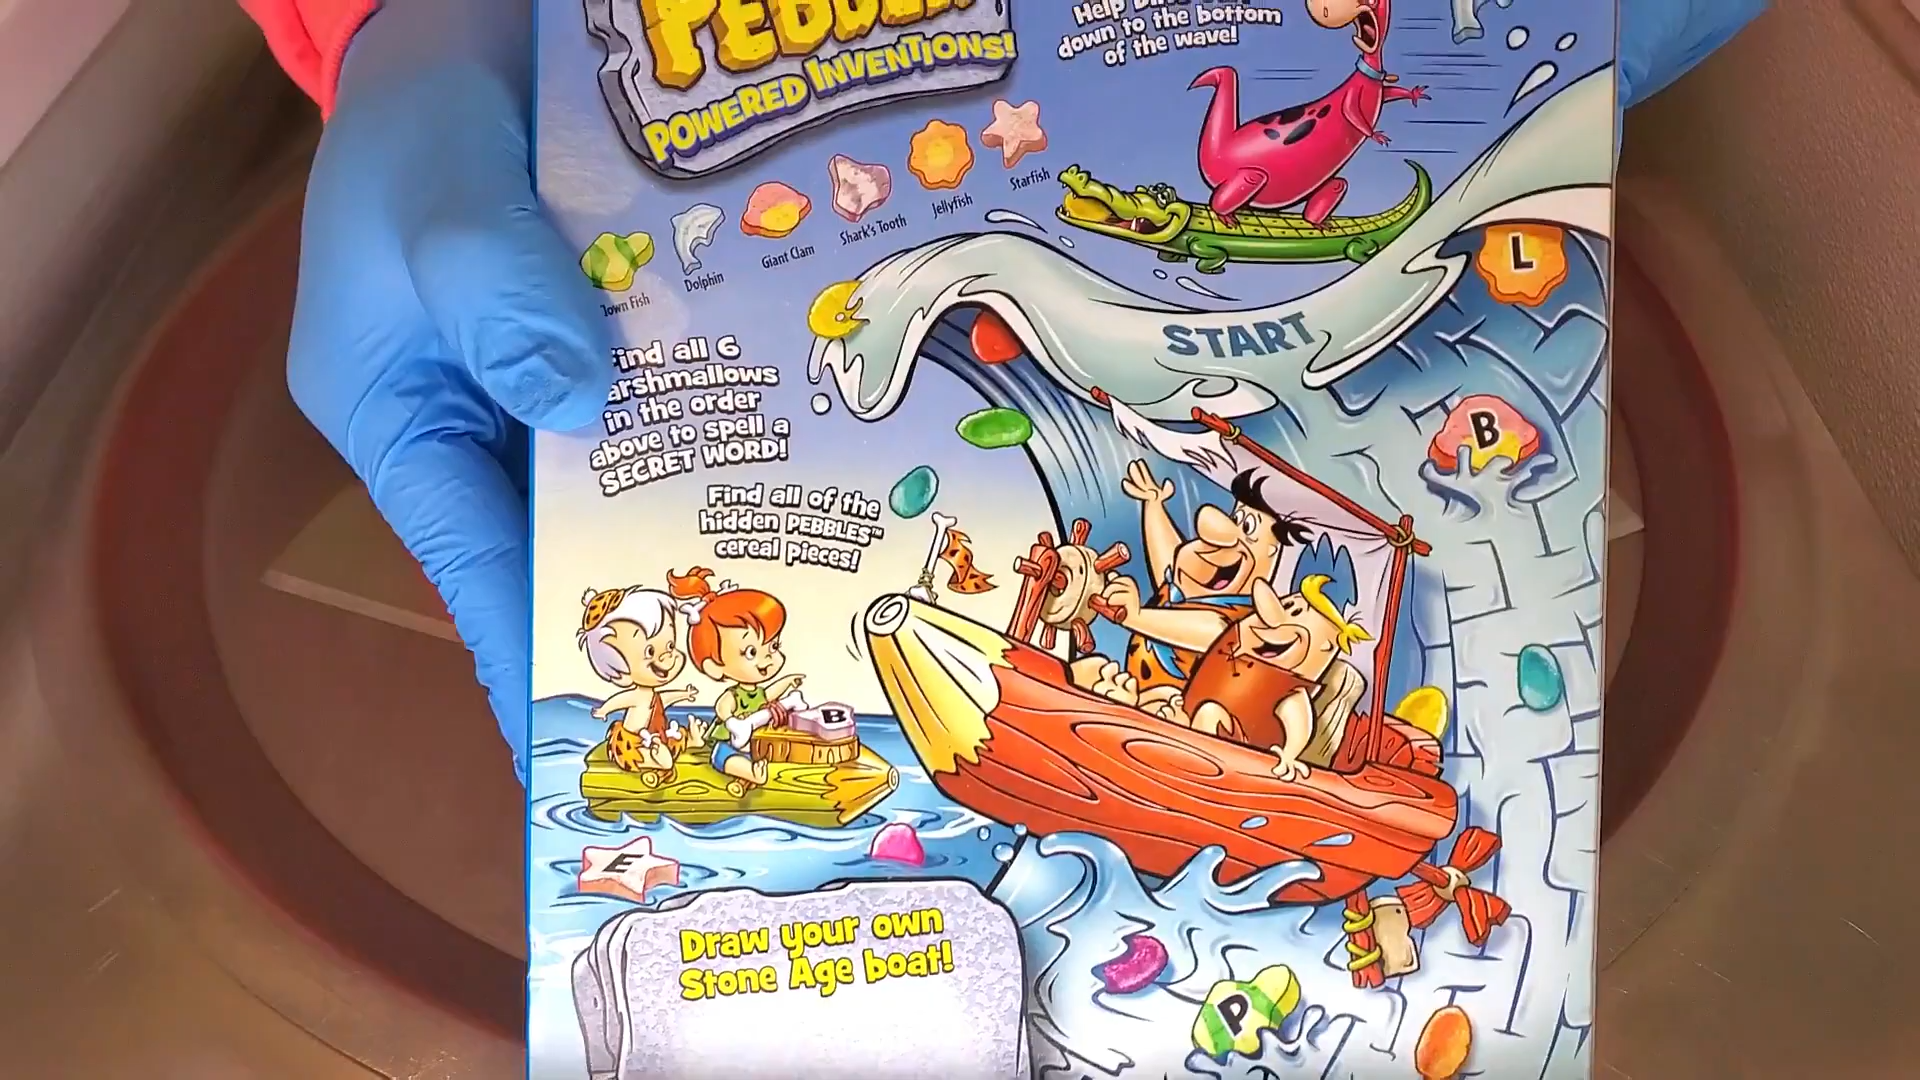 POWERED INVENTIONS!
Help
down to the bottom
of the wave!
Town Fish
Dolphin
Giant Clam
Shark's Tooth
Jellyfish
Starfish
START
L
B
find all 6
marshmallows
in the order
above to spell a
SECRET WORD!
Find all of the
hidden PEBBLES™
cereal pieces!
B
E
Draw your own
Stone Age boat!
P